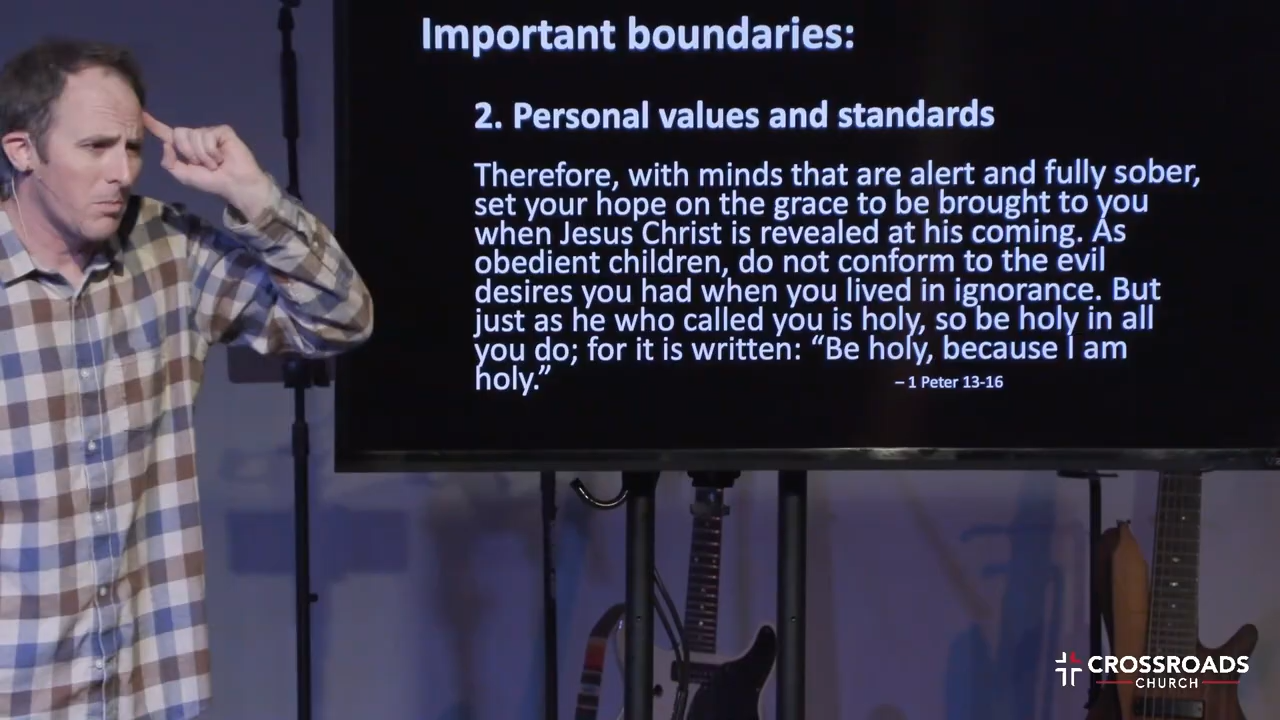 Important boundaries:
2. Personal values and standards
Therefore, with minds that are alert and fully sober,
set your hope on the grace to be brought to you
when Jesus Christ is revealed at his coming. As
obedient children, do not conform to the evil
desires you had when you lived in ignorance. But
just as he who called you is holy, so be holy in all
you do; for it is written: “Be holy, because I am
holy.”
– 1 Peter 13-16
CROSSROADS
CHURCH